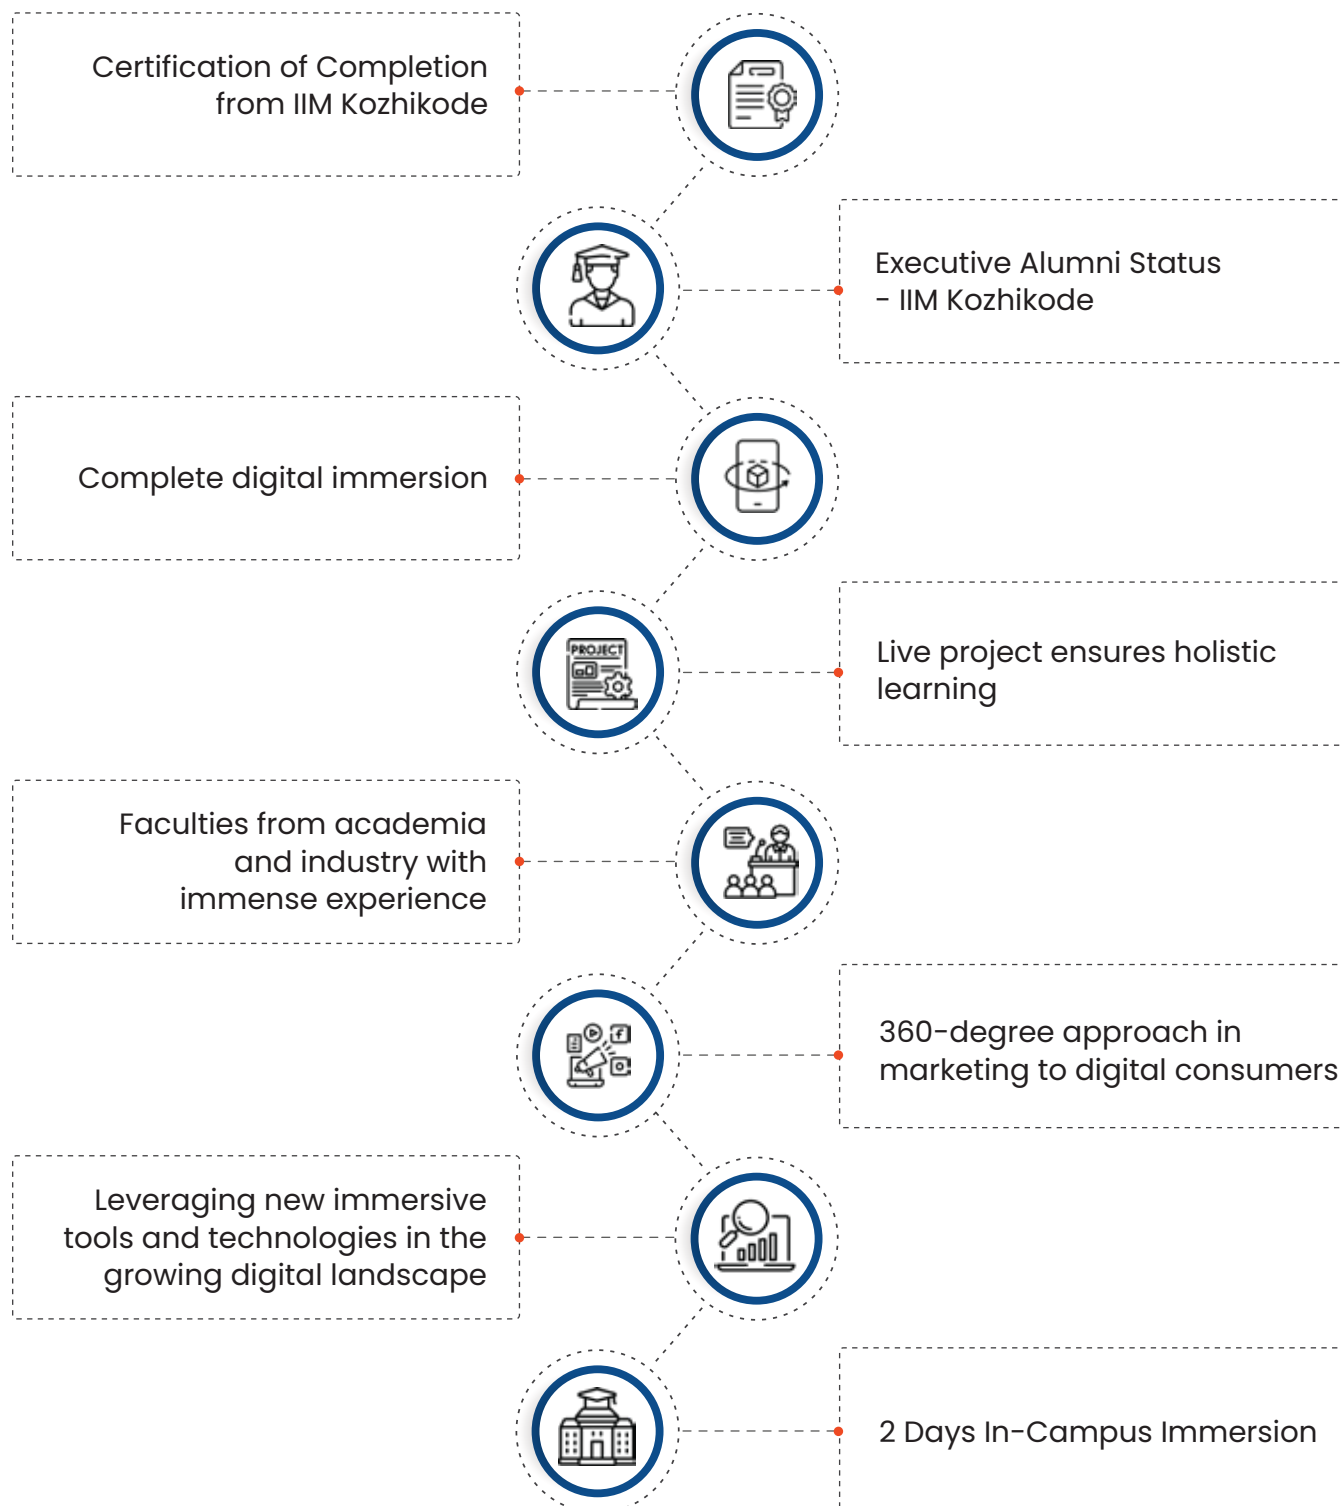 Certification of Completion
from IIM Kozhikode
Executive Alumni Status
- IIM Kozhikode
Complete digital immersion
PROJECT
Live project ensures holistic
learning
Faculties from academia
and industry with
immense experience
f
360-degree approach in
marketing to digital consumers
Leveraging new immersive
tools and technologies in the
growing digital landscape
2 Days In-Campus Immersion